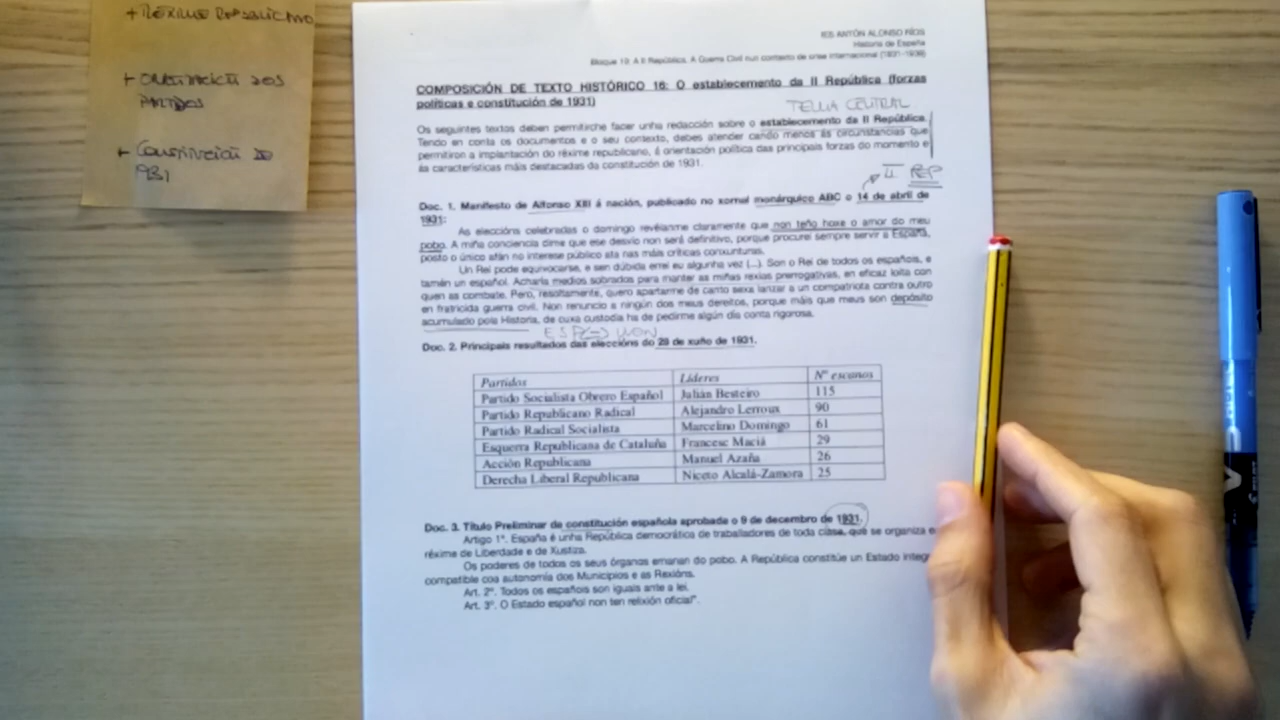 + RÉXIME REPUBLICANO
+ ORIENTACIÓN DOS
PARTIDOS
+ CONSTITUCIÓN DE
1931
IES ANTÓN ALONSO RÍOS
Historia de España
Bloque 10: A II República. A Guerra Civil nun contexto de crise internacional (1931-1939)
COMPOSICIÓN DE TEXTO HISTÓRICO 16: O establecemento da II República (forzas
políticas e constitución de 1931)
TEMA CENTRAL
Os seguintes textos deben permitirche facer unha redacción sobre o establecemento da II República.
Tendo en conta os documentos e o seu contexto, debes atender cando menos ás circunstancias que
permitiron a implantación do réxime republicano, á orientación política das principais forzas do momento e
ás características máis destacadas da constitución de 1931.
II REP
Doc. 1. Manifesto de Alfonso XIII á nación, publicado no xornal monárquico ABC o 14 de abril de
1931:
As eleccións celebradas o domingo revélanme claramente que non teño hoxe o amor do meu
pobo. A miña conciencia dime que ese desvío non será definitivo, porque procurei sempre servir a España,
posto o único afán no interese público ata nas máis críticas conxunturas.
Un Rei pode equivocarse, e sen dúbida errei eu algunha vez (...). Son o Rei de todos os españois, e
tamén un español. Acharía medios sobrados para manter as miñas rexias prerrogativas, en eficaz loita con
quen as combate. Pero, resoltamente, quero apartarme de canto sexa lanzar a un compatriota contra outro
en fratricida guerra civil. Non renuncio a ningún dos meus dereitos, porque máis que meus son depósito
acumulado pola Historia, de cuxa custodia ha de pedirme algún día conta rigorosa.
Doc. 2. Principais resultados das eleccións do 28 de xuño de 1931.
Partidos Líderes Nº escanos
Partido Socialista Obrero Español Julián Besteiro 115
Partido Republicano Radical Alejandro Lerroux 90
Partido Radical Socialista Marcelino Domingo 61
Esquerra Republicana de Cataluña Francesc Maciá 29
Acción Republicana Manuel Azaña 26
Derecha Liberal Republicana Niceto Alcalá-Zamora 25
Doc. 3. Título Preliminar de constitución española aprobada o 9 de decembro de 1931.
Artigo 1º. España é unha República democrática de traballadores de toda clase, que se organiza e
réxime de Liberdade e de Xustiza.
Os poderes de todos os seus órganos emanan do pobo. A República constitúe un Estado integr
compatible coa autonomía dos Municipios e as Rexións.
Art. 2º. Todos os españois son iguais ante a lei.
Art. 3º. O Estado español non ten relixión oficial".